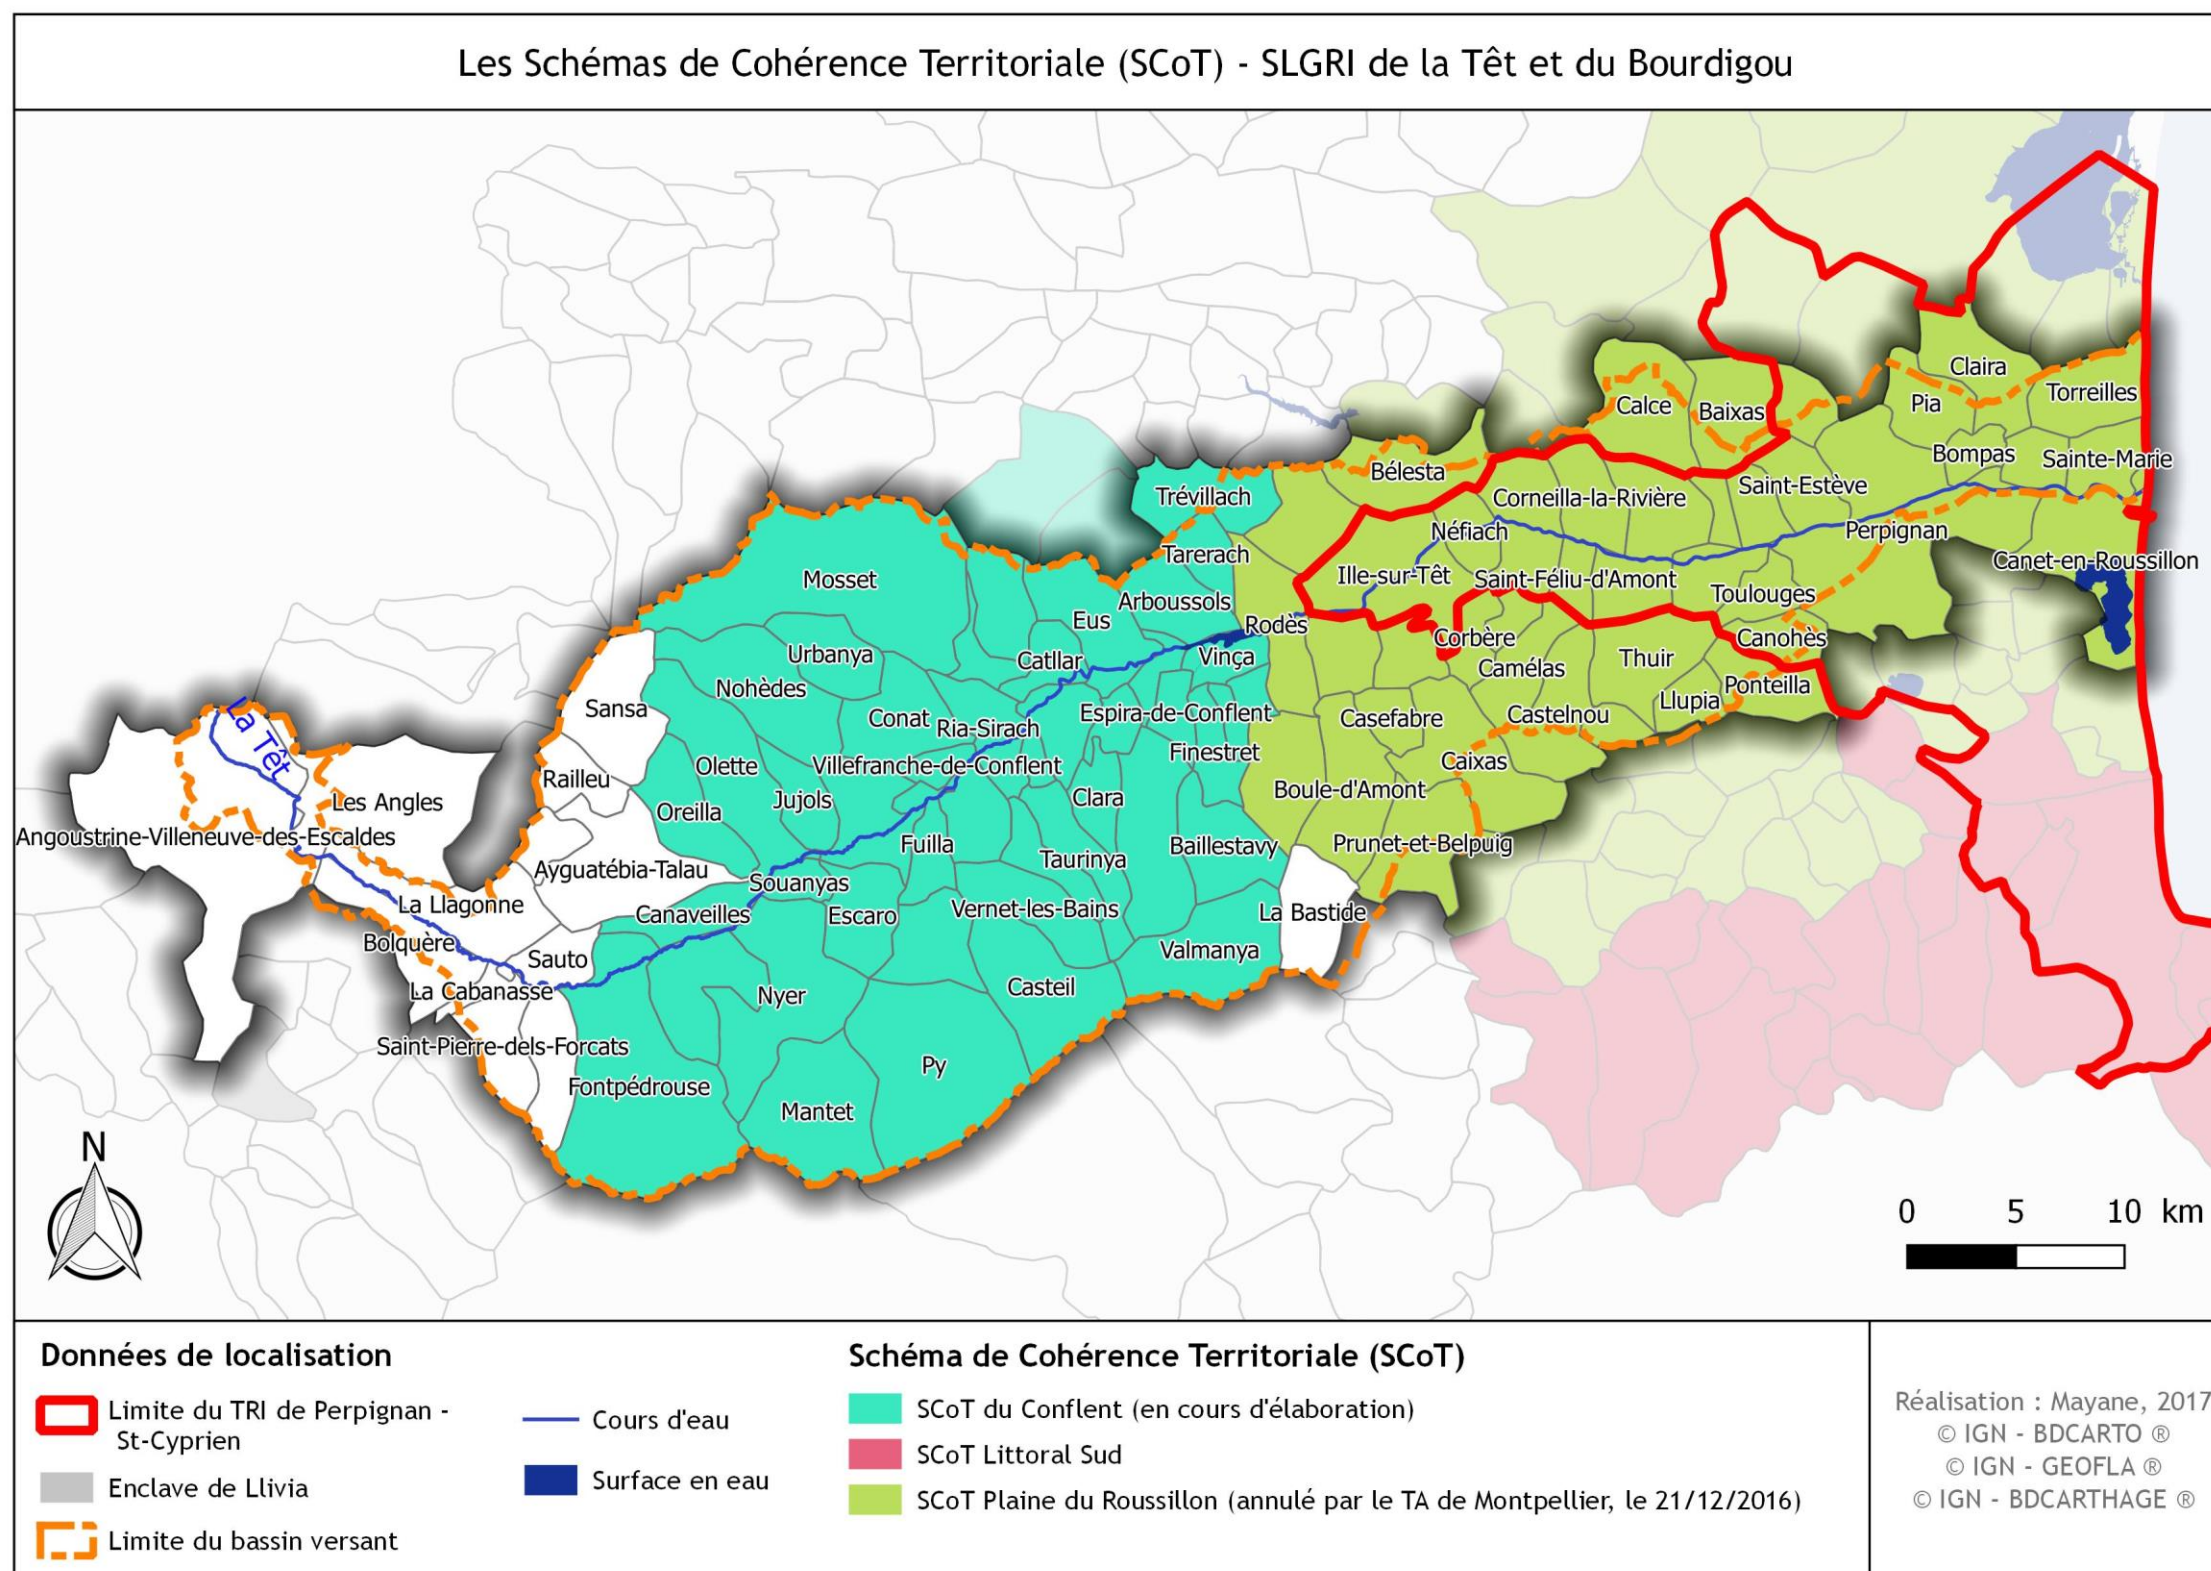 Les Schémas de Cohérence Territoriale (SCoT) - SLGRI de la Têt et du Bourdigou
Claira
Torreilles
Calce
Baixas
Pia
Bompas
Sainte-Marie
Bélesta
Trévillach
Corneilla-la-Rivière
Saint-Estève
Néfiach
Perpignan
Tarerach
Canet-en-Roussillon
Mosset
Ille-sur-Têt
Saint-Féliu-d'Amont
Toulouges
Arboussols
Eus
Rodès
Corbère
Canohès
Urbanya
Catllar
Vinça
Camélas
Thuir
Nohèdes
Ponteilla
Llupia
Sansa
La Têt
Conat
Ria-Sirach
Espira-de-Conflent
Casefabre
Castelnou
Finestret
Olette
Villefranche-de-Conflent
Caixas
Railleu
Jujols
Clara
Boule-d'Amont
Les Angles
Oreilla
Angoustrine-Villeneuve-des-Escaldes
Fuilla
Taurinya
Baillestavy
Prunet-et-Belpuig
Ayguatébia-Talau
Souanyas
La Llagonne
Canaveilles
Escaro
Vernet-les-Bains
La Bastide
Bolquère
Sauto
Valmanya
La Cabanasse
Nyer
Casteil
Saint-Pierre-dels-Forcats
Fontpédrouse
Py
Mantet
N
0 5 10 km
Données de localisation
Limite du TRI de Perpignan -
St-Cyprien
Enclave de Llivia
Limite du bassin versant
Cours d'eau
Surface en eau
Schéma de Cohérence Territoriale (SCoT)
SCoT du Conflent (en cours d'élaboration)
SCoT Littoral Sud
SCoT Plaine du Roussillon (annulé par le TA de Montpellier, le 21/12/2016)
Réalisation : Mayane, 2017
© IGN - BDCARTO ®
© IGN - GEOFLA ®
© IGN - BDCARTHAGE ®